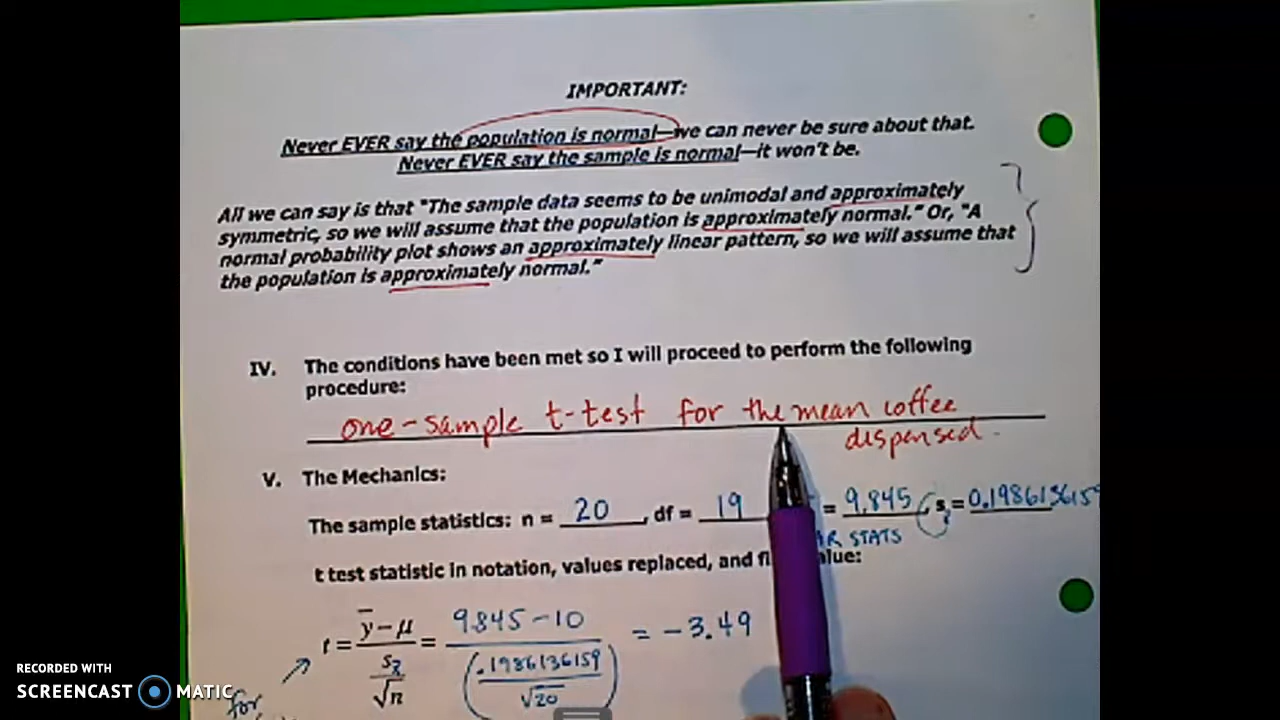 IMPORTANT:
Never EVER say the population is normal—we can never be sure about that.
Never EVER say the sample is normal—it won't be.
All we can say is that "The sample data seems to be unimodal and approximately
symmetric, so we will assume that the population is approximately normal." Or, "A
normal probability plot shows an approximately linear pattern, so we will assume that
the population is approximately normal."
IV. The conditions have been met so I will proceed to perform the following
procedure:
one-sample t-test for the mean coffee
dispensed.
V. The Mechanics:
The sample statistics: n = 20, df = 19 = 9.845, s = 0.1986136159
STATS
t test statistic in notation, values replaced, and
t = y̅ - μ = 9.845 - 10 = -3.49
s .1986136159
√n √20
for
RECORDED WITH
SCREENCAST MATIC